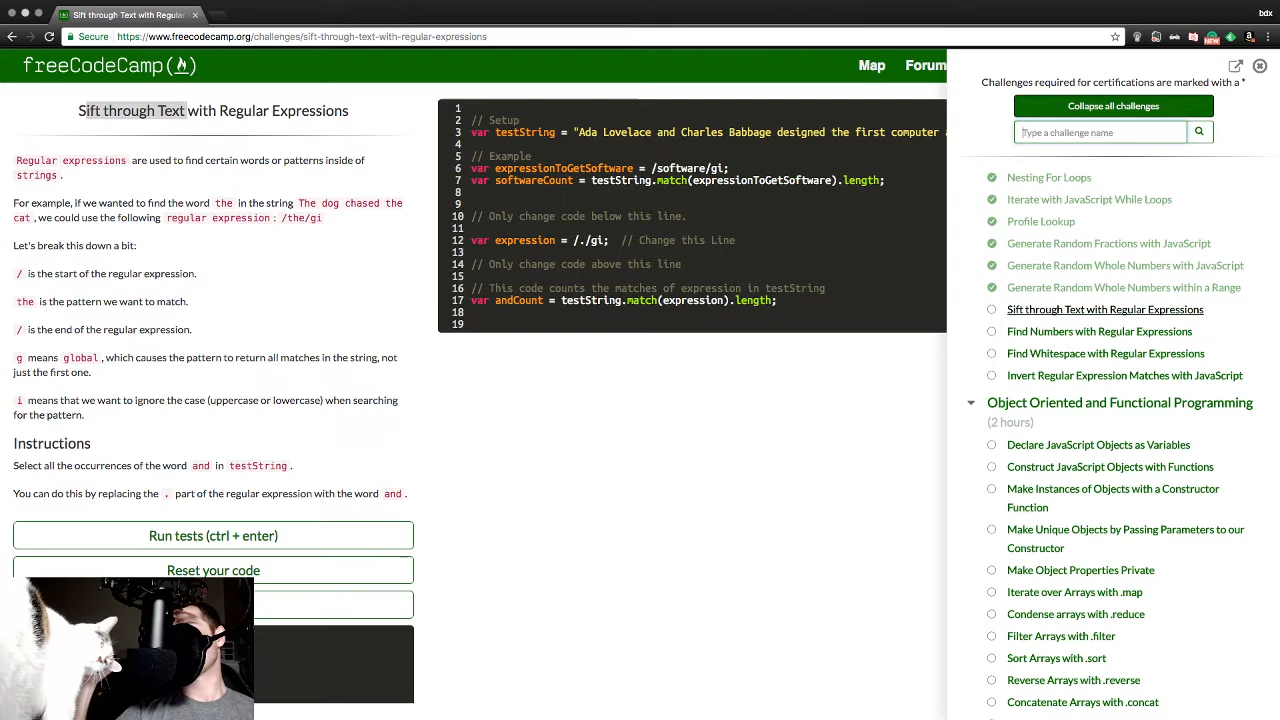 Sift through Text with Regular
bdx
Secure
https://www.freecodecamp.org/challenges/sift-through-text-with-regular-expressions
NEW
freeCodeCamp(
)
Map
Forum
Sift through Text with Regular Expressions
Regular expressions are used to find certain words or patterns inside of
strings.
For example, if we wanted to find the word the in the string The dog chased the
cat, we could use the following regular expression: /the/gi
Let's break this down a bit:
/ is the start of the regular expression.
the is the pattern we want to match.
/ is the end of the regular expression.
g means global, which causes the pattern to return all matches in the string, not
just the first one.
i means that we want to ignore the case (uppercase or lowercase) when searching
for the pattern.
Instructions
Select all the occurrences of the word and in testString.
You can do this by replacing the . part of the regular expression with the word and.
Run tests (ctrl + enter)
Reset your code
1
2 // Setup
3 var testString = "Ada Lovelace and Charles Babbage designed the first computer a
4
5 // Example
6 var expressionToGetSoftware = /software/gi;
7 var softwareCount = testString.match(expressionToGetSoftware).length;
8
9
10 // Only change code below this line.
11
12 var expression = /./gi; // Change this Line
13
14 // Only change code above this line
15
16 // This code counts the matches of expression in testString
17 var andCount = testString.match(expression).length;
18
19
Challenges required for certifications are marked with a *
Collapse all challenges
Type a challenge name
Nesting For Loops
Iterate with JavaScript While Loops
Profile Lookup
Generate Random Fractions with JavaScript
Generate Random Whole Numbers with JavaScript
Generate Random Whole Numbers within a Range
Sift through Text with Regular Expressions
Find Numbers with Regular Expressions
Find Whitespace with Regular Expressions
Invert Regular Expression Matches with JavaScript
Object Oriented and Functional Programming
(2 hours)
Declare JavaScript Objects as Variables
Construct JavaScript Objects with Functions
Make Instances of Objects with a Constructor
Function
Make Unique Objects by Passing Parameters to our
Constructor
Make Object Properties Private
Iterate over Arrays with .map
Condense arrays with .reduce
Filter Arrays with .filter
Sort Arrays with .sort
Reverse Arrays with .reverse
Concatenate Arrays with .concat